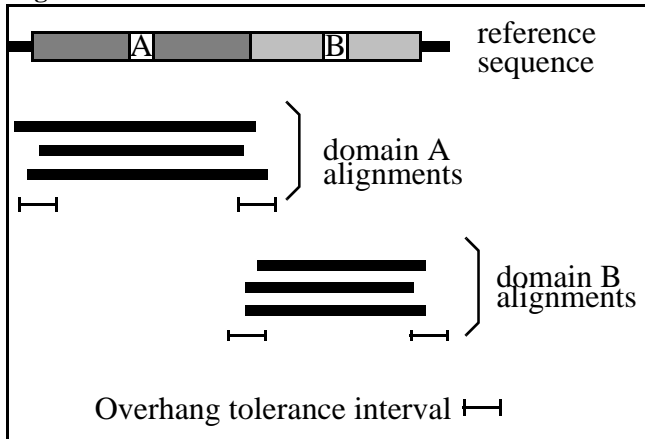 A
B
reference
sequence
domain A
alignments
domain B
alignments
Overhang tolerance interval